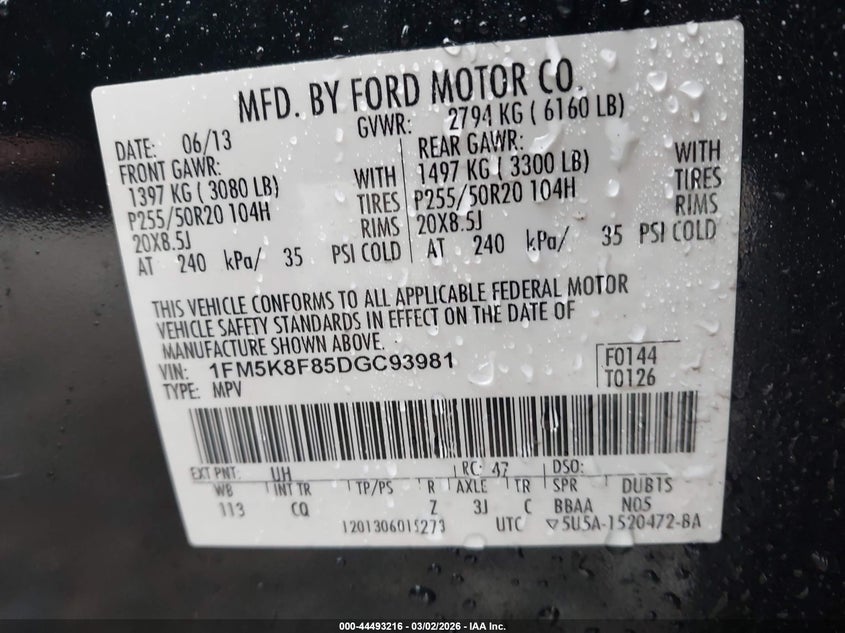 MFD. BY FORD MOTOR CO.
DATE: 06/13 GVWR: 2794 KG ( 6160 LB)
FRONT GAWR: REAR GAWR:
1397 KG ( 3080 LB) WITH 1497 KG ( 3300 LB) WITH
P255/50R20 104H TIRES P255/50R20 104H TIRES
20X8.5J RIMS 20X8.5J RIMS
AT 240 kPa/ 35 PSI COLD AT 240 kPa/ 35 PSI COLD
THIS VEHICLE CONFORMS TO ALL APPLICABLE FEDERAL MOTOR
VEHICLE SAFETY STANDARDS IN EFFECT ON THE DATE OF
MANUFACTURE SHOWN ABOVE.
VIN: 1FM5K8F85DGC93981 F0144
TYPE: MPV T0126
EXT PNT: UH RC: 47 DSO:
WB INT TR TP/PS R AXLE TR SPR DUB1S
113 CQ Z 3J C BBAA N05
1201306015273 UTC ▽5U5A-1520472-BA
000-44493216 - 03/02/2026 - IAA Inc.